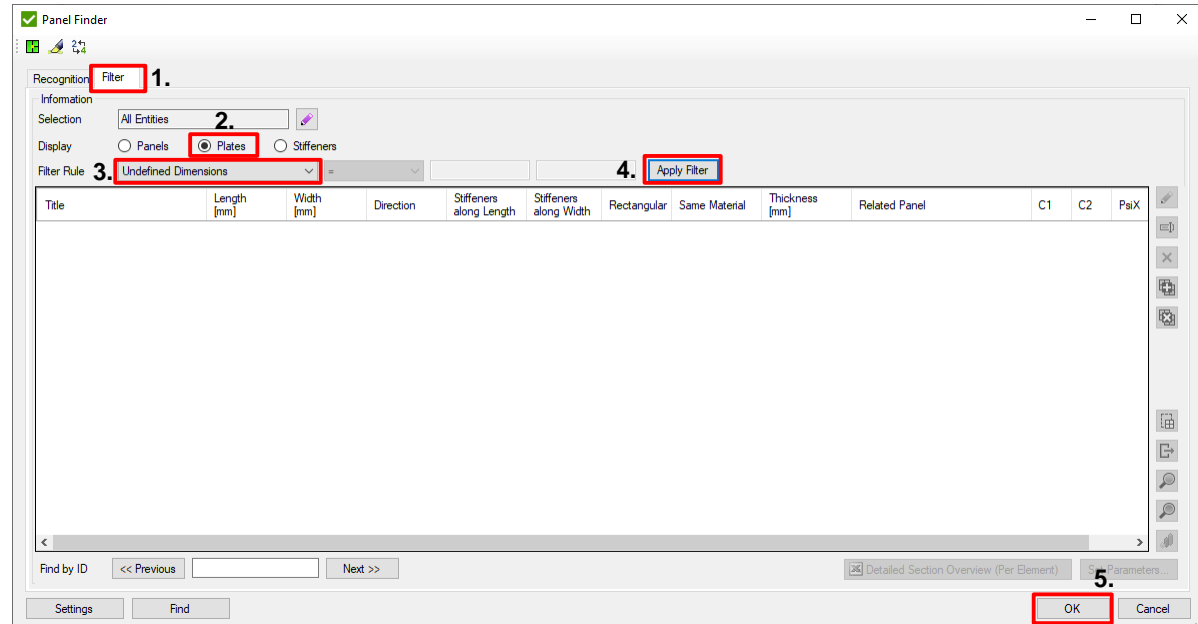 Panel Finder
Recognition Filter 1.
Information
Selection All Entities 2.
Display Panels Plates Stiffeners
Filter Rule 3. Undefined Dimensions = 4. Apply Filter
Title Length [mm] Width [mm] Direction Stiffeners along Length Stiffeners along Width Rectangular Same Material Thickness [mm] Related Panel C1 C2 PsiX
Find by ID << Previous Next >> Detailed Section Overview (Per Element) Parameters...
5.
Settings Find OK Cancel